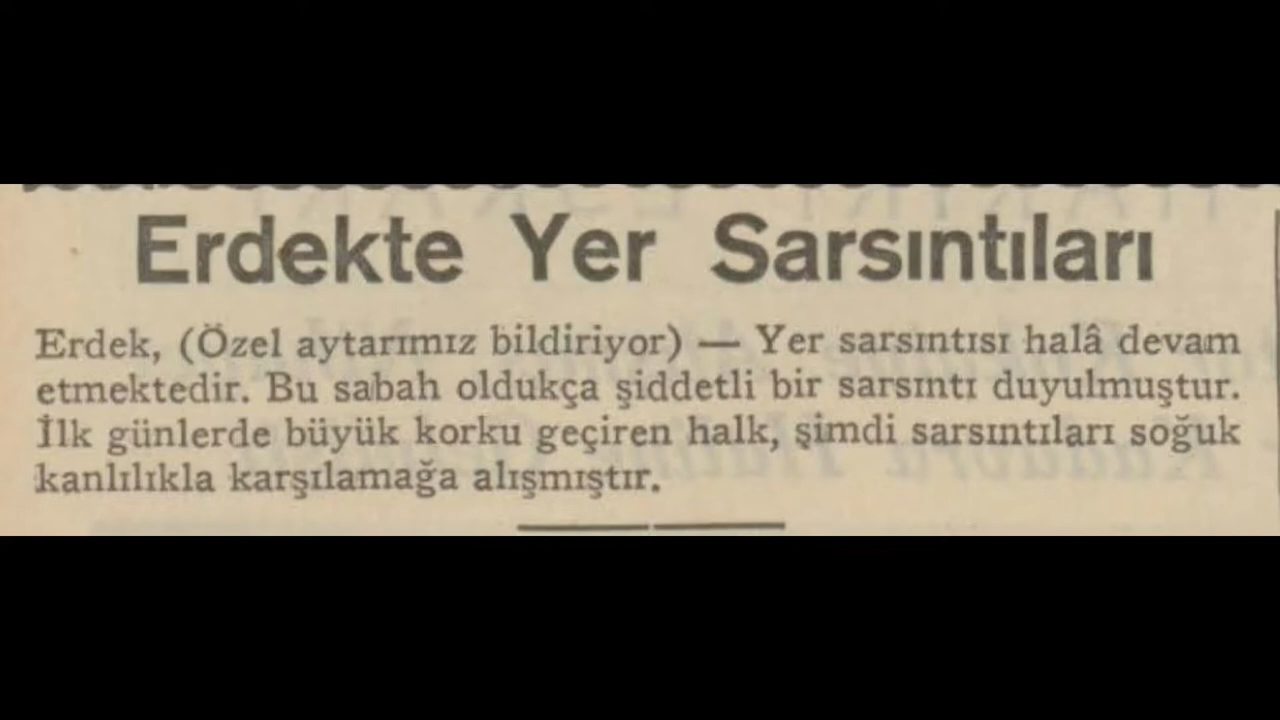 Erdekte Yer Sarsıntıları
Erdek, (Özel aytarımız bildiriyor) — Yer sarsıntısı halâ devam
etmektedir. Bu sabah oldukça şiddetli bir sarsıntı duyulmuştur.
İlk günlerde büyük korku geçiren halk, şimdi sarsıntıları soğuk
kanlılıkla karşılamağa alışmıştır.